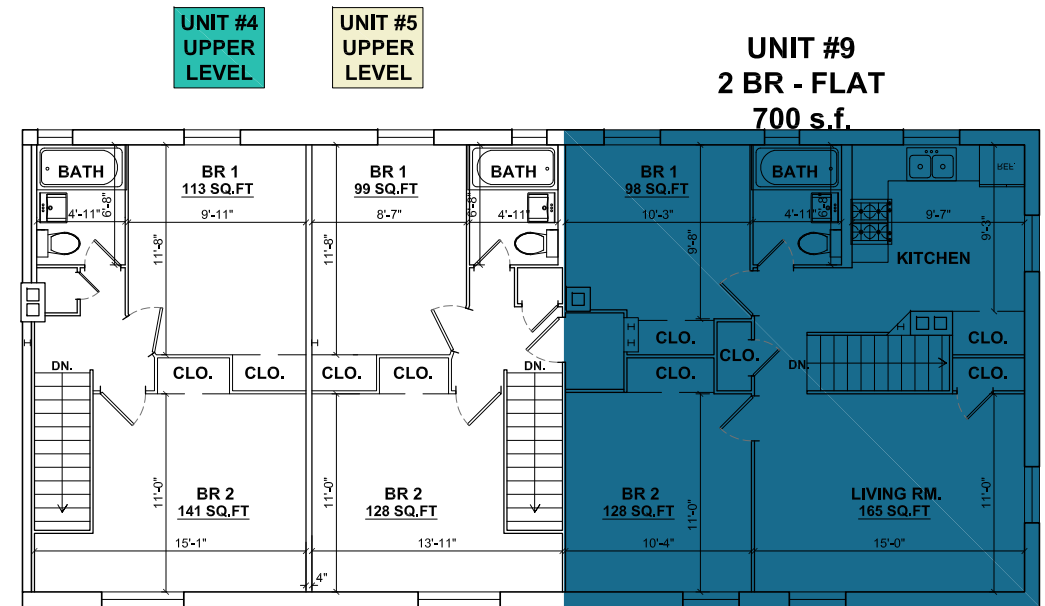 UNIT #4
UPPER
LEVEL
UNIT #5
UPPER
LEVEL
UNIT #9
2 BR - FLAT
700 s.f.
BATH
BR 1
113 SQ.FT
BR 1
99 SQ.FT
BATH
BR 1
98 SQ.FT
BATH
REF.
4'-11"
6'-8"
9'-11"
8'-7"
6'-8"
4'-11"
10'-3"
4'-11"
6'-8"
9'-7"
11'-8"
11'-8"
9'-8"
9'-3"
KITCHEN
CLO.
CLO.
CLO.
DN.
CLO.
CLO.
CLO.
CLO.
DN.
CLO.
DN.
CLO.
11'-0"
BR 2
141 SQ.FT
11'-0"
BR 2
128 SQ.FT
BR 2
128 SQ.FT
11'-0"
LIVING RM.
165 SQ.FT
11'-0"
15'-1"
13'-11"
10'-4"
15'-0"
4"